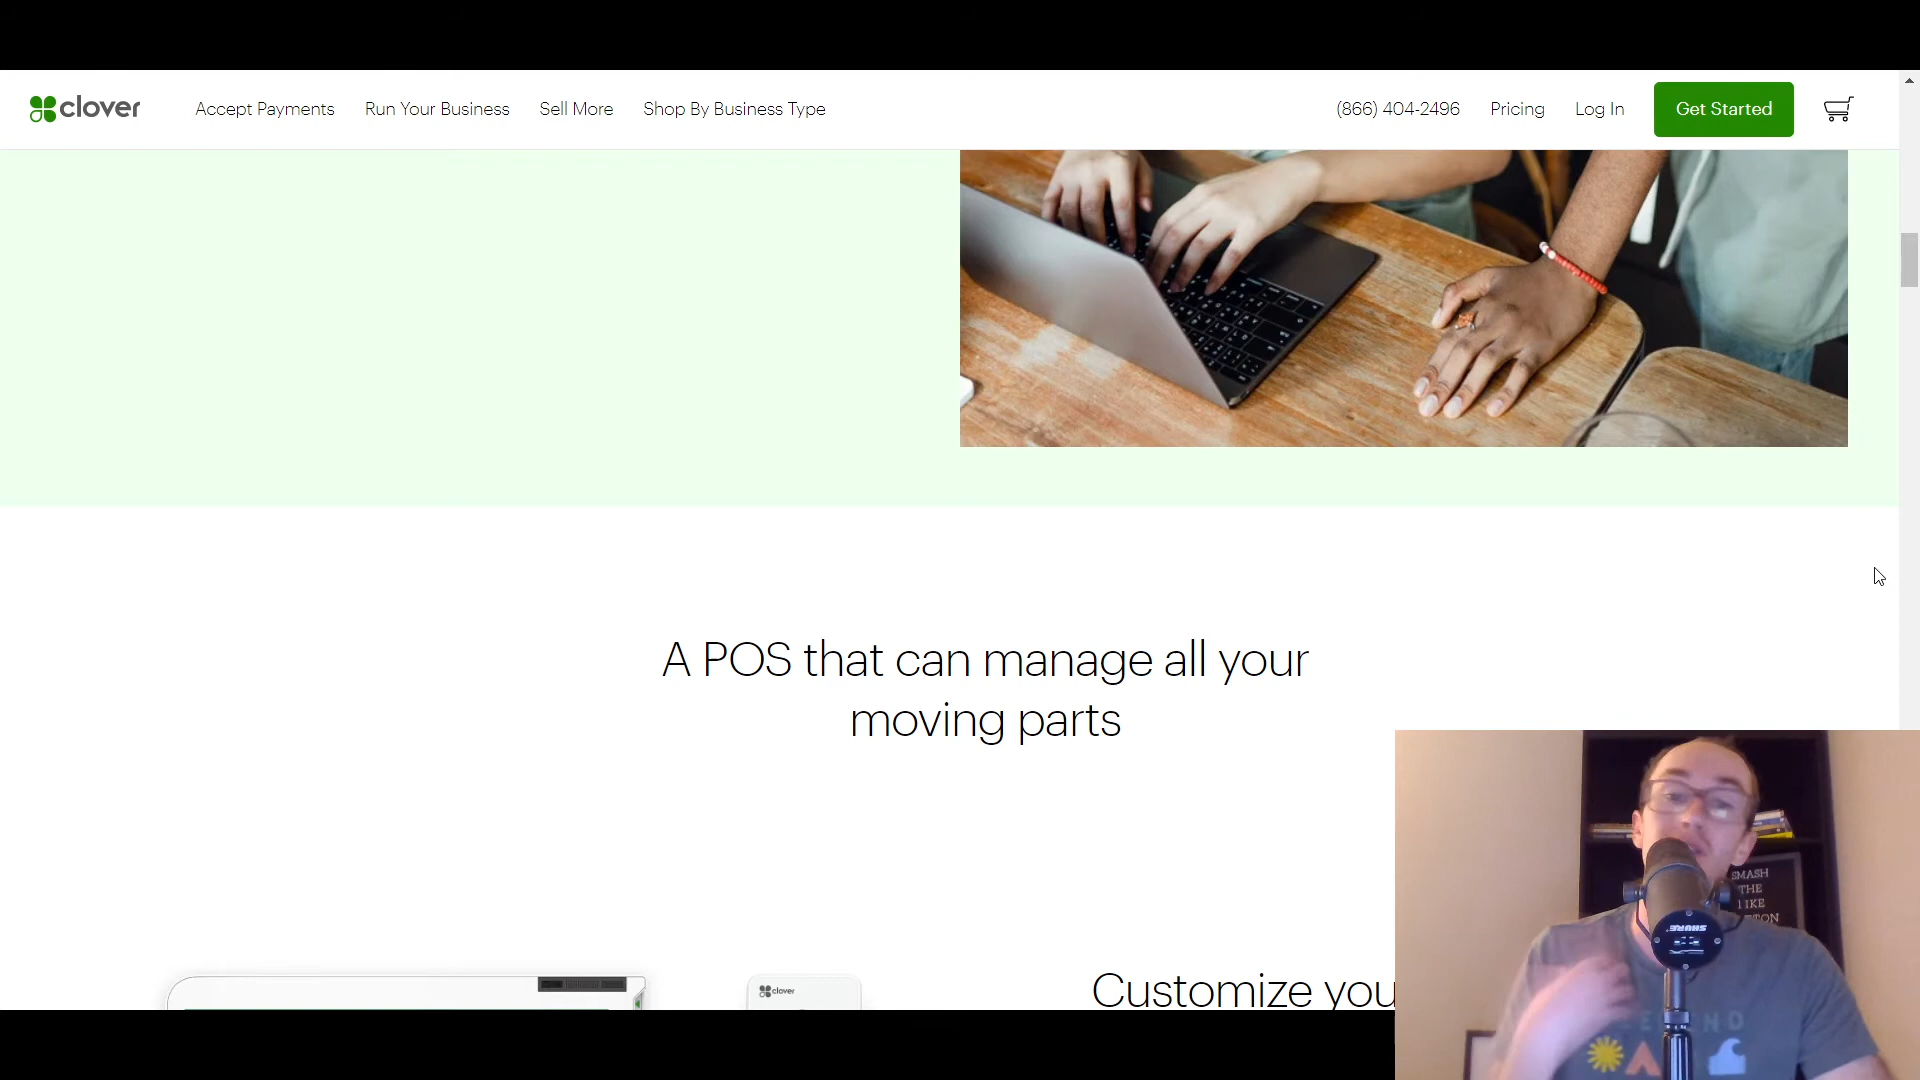 clover
Accept Payments
Run Your Business
Sell More
Shop By Business Type
(866) 404-2496
Pricing
Log In
Get Started
A POS that can manage all your
moving parts
clover
Customize you
SMASH
THE
LIKE
SHURE